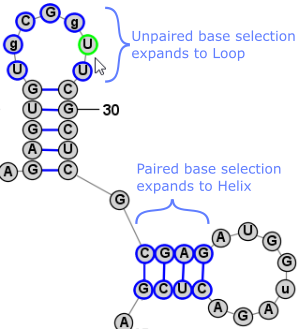 C G g
g U
U U
Unpaired base selection
expands to Loop
G C
U G 30
G C
A U
A G C
G
Paired base selection
expands to Helix
C G A G A U G G
G C U C G A u
A